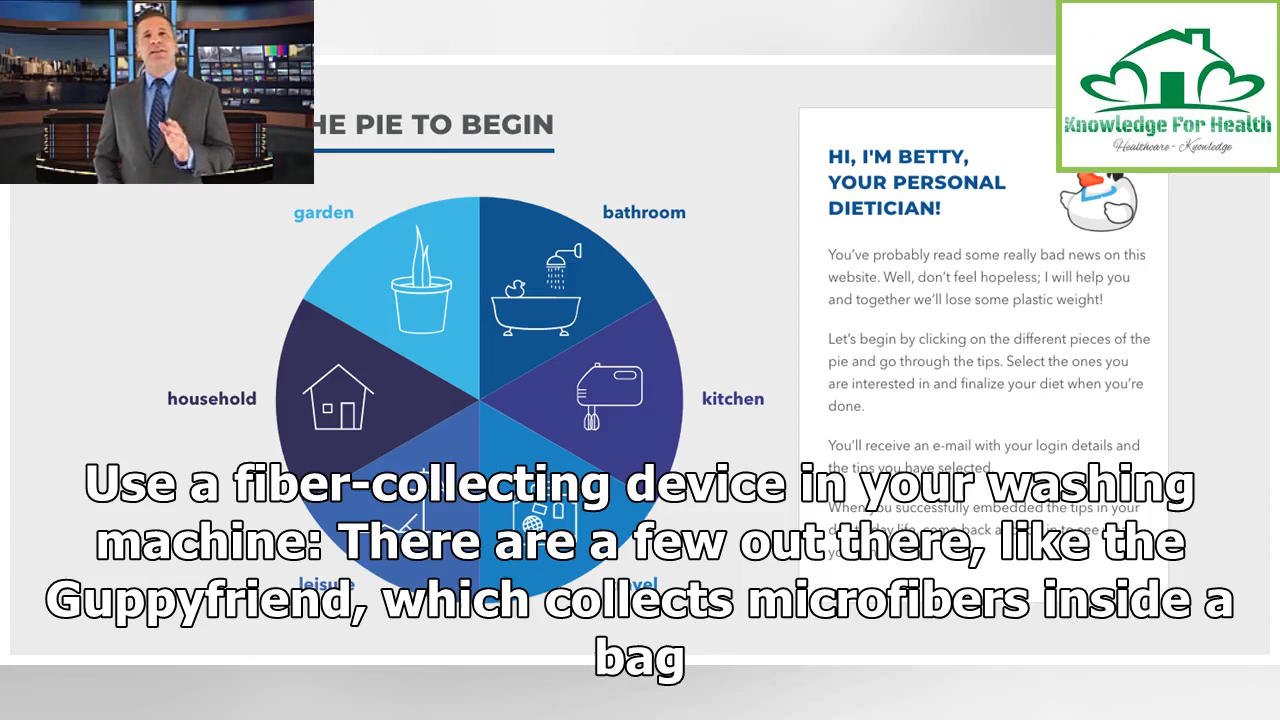 Knowledge For Health
Healthcare - Knowledge
HE PIE TO BEGIN
garden
bathroom
household
kitchen
leisure
HI, I'M BETTY,
YOUR PERSONAL
DIETICIAN!
You've probably read some really bad news on this
website. Well, don't feel hopeless; I will help you
and together we'll lose some plastic weight!
Let's begin by clicking on the different pieces of the
pie and go through the tips. Select the ones you
are interested in and finalize your diet when you're
done.
You'll receive an e-mail with your login details and
the tips you have selected.
When you successfully embedded the tips in your
Use a fiber-collecting device in your washing
machine: There are a few out there, like the
Guppyfriend, which collects microfibers inside a
bag